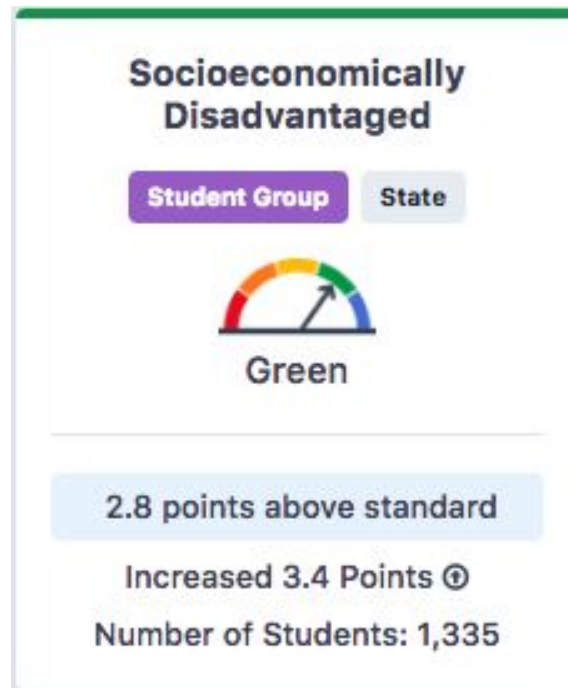 Socioeconomically
Disadvantaged
Student Group State
Green
2.8 points above standard
Increased 3.4 Points
Number of Students: 1,335